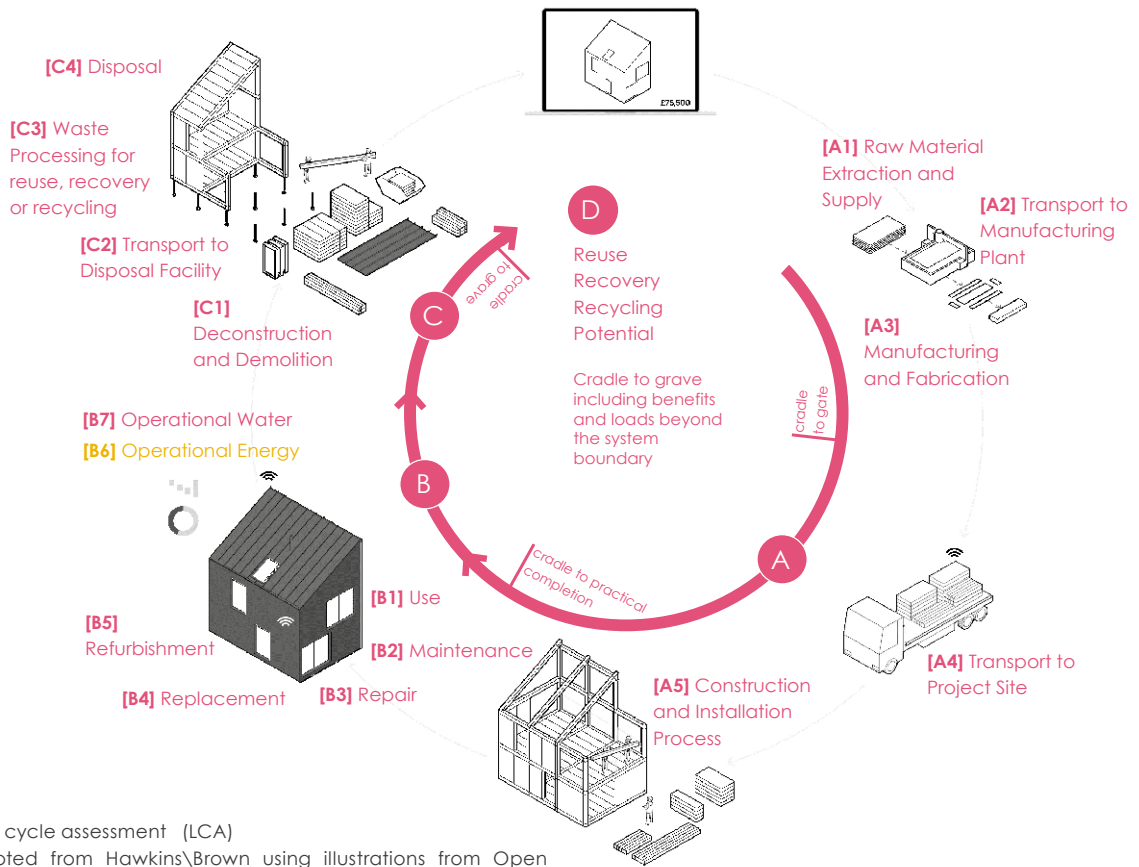 £75,500
[C4] Disposal
[C3] Waste
Processing for
reuse, recovery
or recycling
[C2] Transport to
Disposal Facility
[C1]
Deconstruction
and Demolition
[A1] Raw Material
Extraction and
Supply
[A2] Transport to
Manufacturing
Plant
[A3]
Manufacturing
and Fabrication
D
Reuse
Recovery
Recycling
Potential
Cradle to grave
including benefits
and loads beyond
the system
boundary
cradle
to grave
C
cradle
to gate
B
A
cradle to practical
completion
[B7] Operational Water
[B6] Operational Energy
[B1] Use
[B5]
Refurbishment
[B2] Maintenance
[B4] Replacement
[B3] Repair
[A4] Transport to
Project Site
[A5] Construction
and Installation
Process
cycle assessment (LCA)
from Hawkins\Brown using illustrations from Open